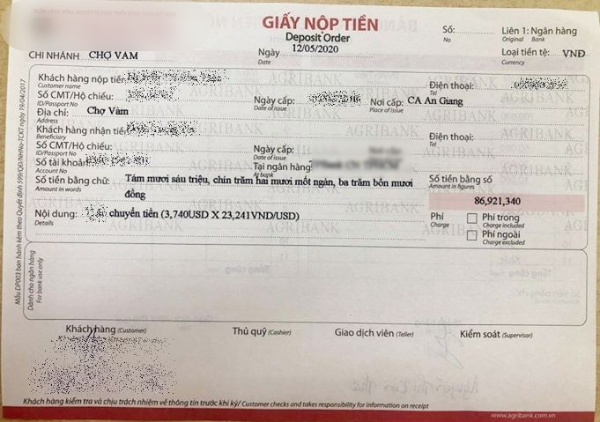 GIẤY NỘP TIỀN
Deposit Order
Số:
No
Liên 1: Ngân hàng
Original Bank
CHI NHÁNH CHỢ VAM
Ngày 12/05/2020
Date
Loại tiền tệ: VNĐ
Currency
Khách hàng nộp tiền:
Customer name
Điện thoại:
Tel
Số CMT/Hộ chiếu:
ID/Passport No
Ngày cấp:
Date of issue
Nơi cấp: CA An Giang
Place of issue
Địa chỉ: Chợ Vàm
Address
Khách hàng nhận tiền:
Beneficiary
Điện thoại:
Tel
Số CMT/Hộ chiếu:
ID/Passport No
Ngày cấp:
Date of issue
Số tài khoản:
Account No
Tại ngân hàng:
At bank
Số tiền bằng chữ: Tám mươi sáu triệu, chín trăm hai mươi mốt ngàn, ba trăm bốn mươi đồng
Amount in words
Số tiền bằng số
Amount in figures
86,921,340
Nội dung: chuyển tiền (3,740USD X 23,241VND/USD)
Details
Phí
Charge
Phí trong
Charge included
Phí ngoài
Charge excluded
Dành cho ngân hàng
For bank use only
Khách hàng (Customer)
Thủ quỹ (Cashier)
Giao dịch viên (Teller)
Kiểm soát (Supervisor)
Khách hàng kiểm tra và chịu trách nhiệm về thông tin trước khi ký/ Customer checks and takes responsibility for information on receipt
www.agribank.com.vn